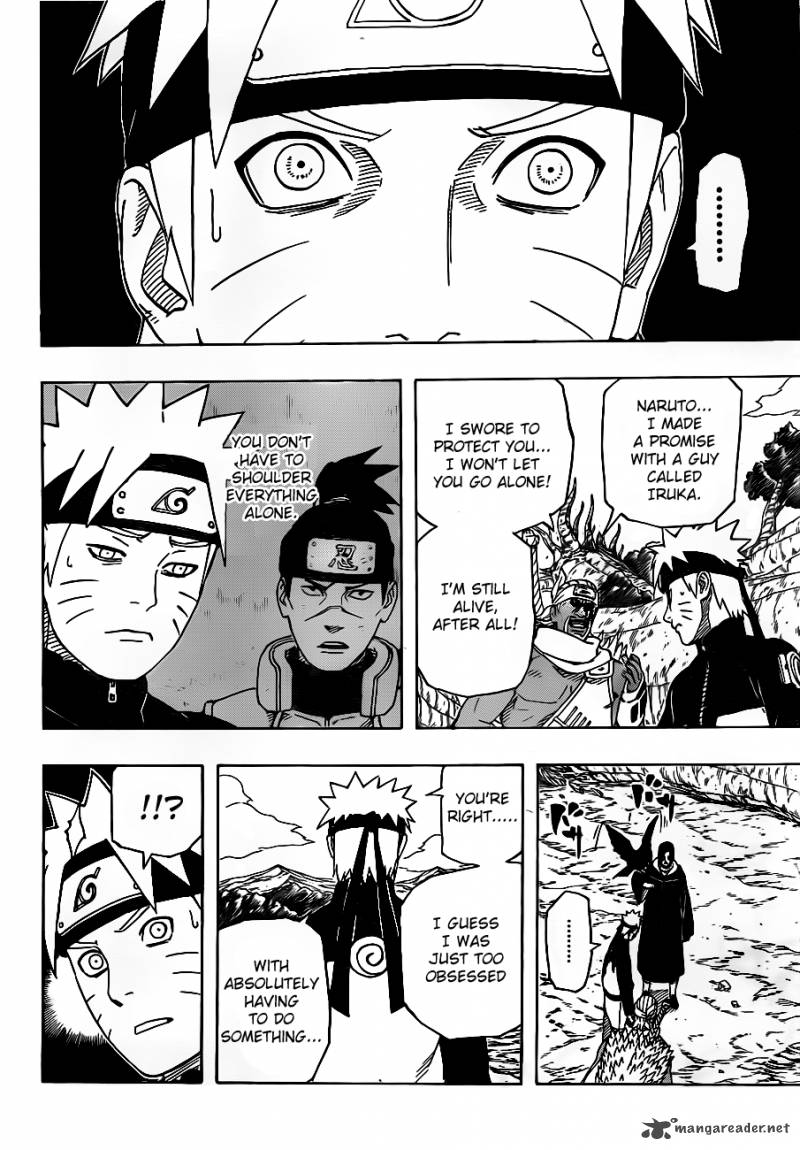 .........
NARUTO...
I MADE
A PROMISE
WITH A GUY
CALLED
IRUKA.
I SWORE TO
PROTECT YOU...
I WON'T LET
YOU GO ALONE!
I'M STILL
ALIVE,
AFTER ALL!
YOU DON'T
HAVE TO
SHOULDER
EVERYTHING
ALONE.
忍
.........
YOU'RE
RIGHT.....
I GUESS
I WAS
JUST TOO
OBSESSED
WITH
ABSOLUTELY
HAVING
TO DO
SOMETHING...
!!?
mangareader.net